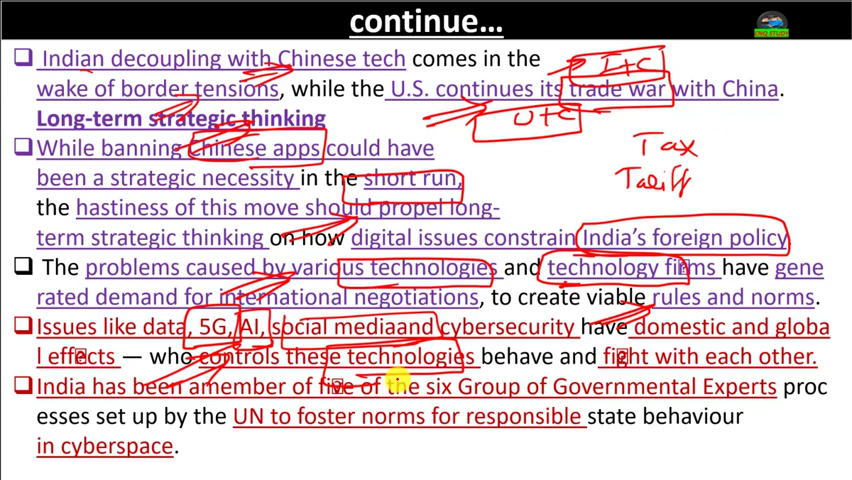 continue…
END STUDY
Indian decoupling with Chinese tech comes in the
wake of border tensions, while the U.S. continues its trade war with China.
Long-term strategic thinking
While banning Chinese apps could have
been a strategic necessity in the short run,
the hastiness of this move should propel long-
term strategic thinking on how digital issues constrain India's foreign policy.
The problems caused by various technologies and technology firms have gene
rated demand for international negotiations, to create viable rules and norms.
Issues like data, 5G, AI, social mediaand cybersecurity have domestic and globa
l effects — who controls these technologies behave and fight with each other.
India has been amember of five of the six Group of Governmental Experts proc
esses set up by the UN to foster norms for responsible state behaviour
in cyberspace.
I+C
U+C
Tax
Tariff